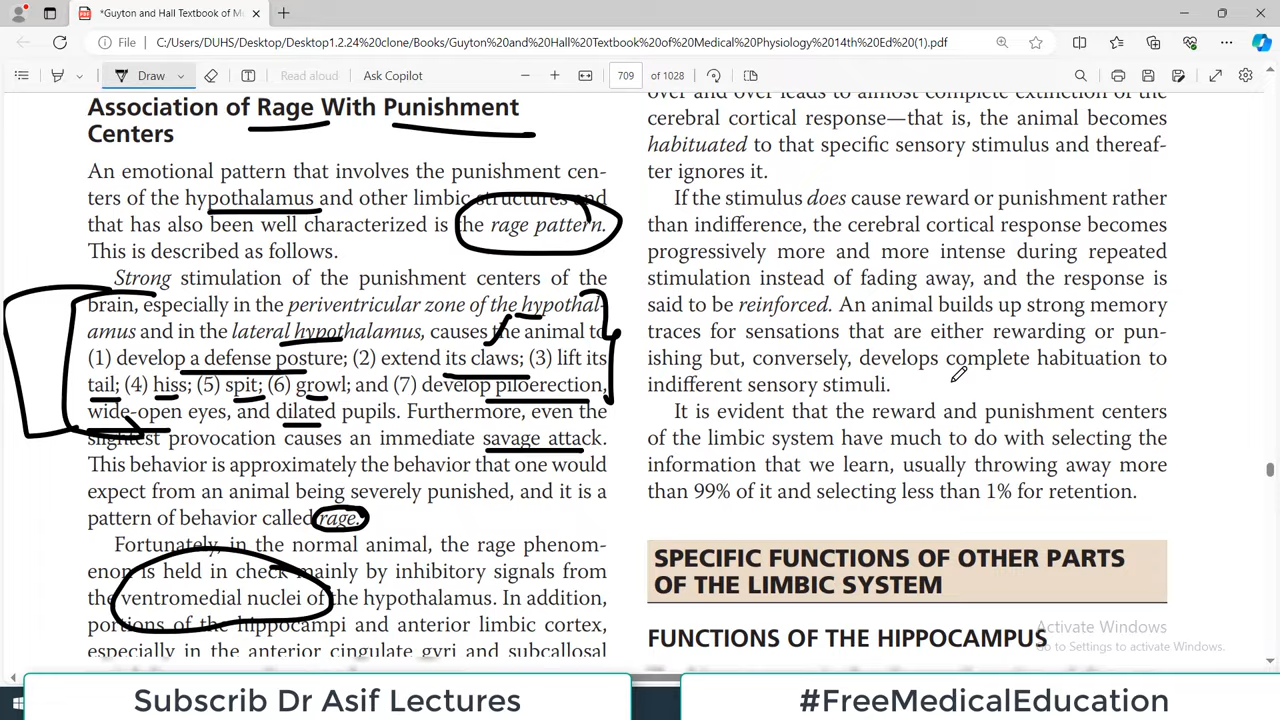 *Guyton and Hall Textbook of M
File
C:/Users/DUHS/Desktop/Desktop1.2.24%20clone/Books/Guyton%20and%20Hall%20Textbook%20of%20Medical%20Physiology%2014th%20Ed%20(1).pdf
Draw
Read aloud
Ask Copilot
709 of 1028
Association of Rage With Punishment
Centers
An emotional pattern that involves the punishment cen-
ters of the hypothalamus and other limbic structures and
that has also been well characterized is the rage pattern.
This is described as follows.
Strong stimulation of the punishment centers of the
brain, especially in the periventricular zone of the hypothal-
amus and in the lateral hypothalamus, causes the animal to
(1) develop a defense posture; (2) extend its claws; (3) lift its
tail; (4) hiss; (5) spit; (6) growl; and (7) develop piloerection,
wide-open eyes, and dilated pupils. Furthermore, even the
slightest provocation causes an immediate savage attack.
This behavior is approximately the behavior that one would
expect from an animal being severely punished, and it is a
pattern of behavior called rage.
Fortunately, in the normal animal, the rage phenom-
enon is held in check mainly by inhibitory signals from
the ventromedial nuclei of the hypothalamus. In addition,
portions of the hippocampi and anterior limbic cortex,
especially in the anterior cingulate gyri and subcallosal
over and over leads to almost complete extinction of the
cerebral cortical response—that is, the animal becomes
habituated to that specific sensory stimulus and thereaf-
ter ignores it.
If the stimulus does cause reward or punishment rather
than indifference, the cerebral cortical response becomes
progressively more and more intense during repeated
stimulation instead of fading away, and the response is
said to be reinforced. An animal builds up strong memory
traces for sensations that are either rewarding or pun-
ishing but, conversely, develops complete habituation to
indifferent sensory stimuli.
It is evident that the reward and punishment centers
of the limbic system have much to do with selecting the
information that we learn, usually throwing away more
than 99% of it and selecting less than 1% for retention.
SPECIFIC FUNCTIONS OF OTHER PARTS
OF THE LIMBIC SYSTEM
FUNCTIONS OF THE HIPPOCAMPUS
Activate Windows
Go to Settings to activate Windows.
Subscrib Dr Asif Lectures
#FreeMedicalEducation